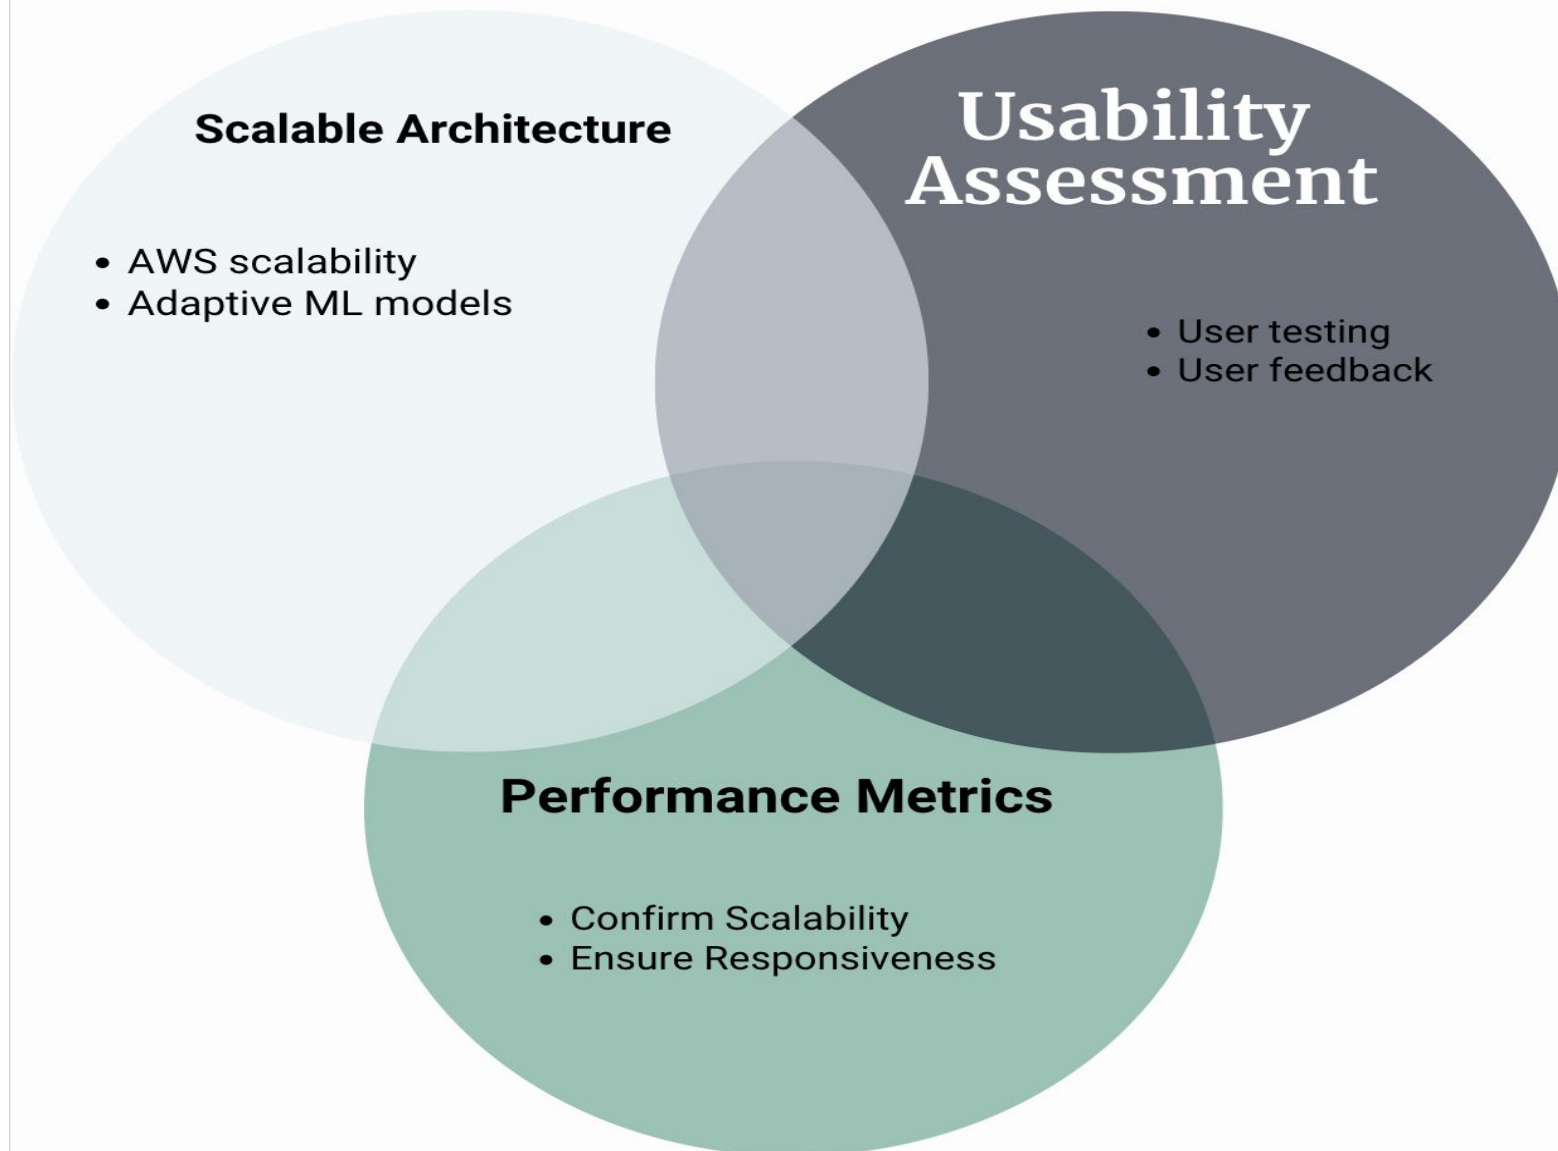 Scalable Architecture
• AWS scalability
• Adaptive ML models
Usability
Assessment
• User testing
• User feedback
Performance Metrics
• Confirm Scalability
• Ensure Responsiveness